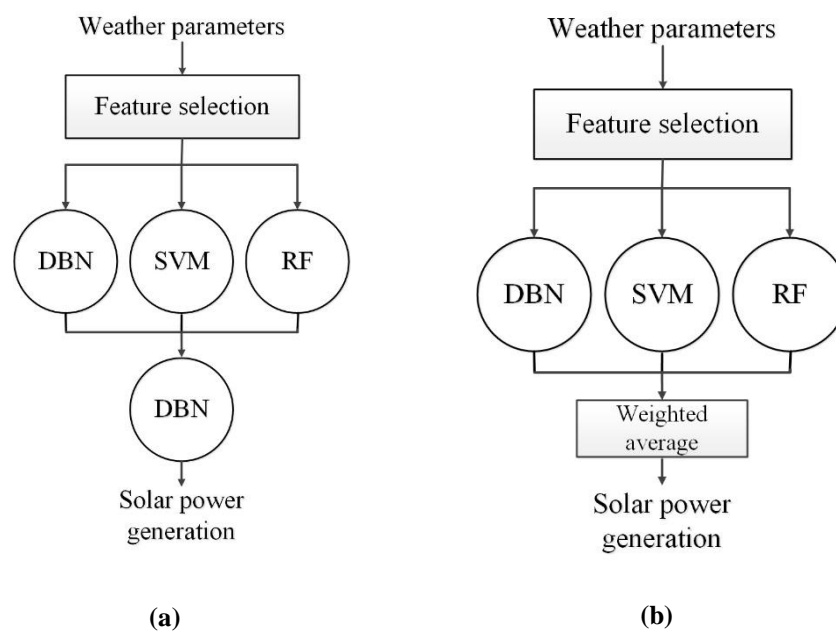 Weather parameters
Feature selection
DBN SVM RF
DBN
Solar power
generation
(a)
Weather parameters
Feature selection
DBN SVM RF
Weighted
average
Solar power
generation
(b)